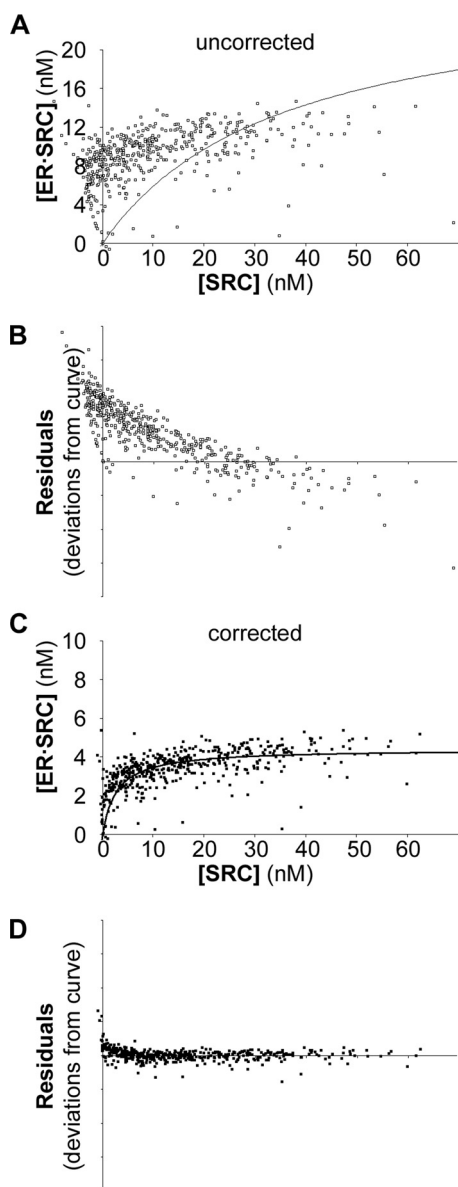 A
uncorrected
[ER·SRC] (nM)
20
16
12
8
4
0
0 10 20 30 40 50 60
[SRC] (nM)
B
Residuals
(deviations from curve)
C
corrected
[ER·SRC] (nM)
10
8
6
4
2
0
0 10 20 30 40 50 60
[SRC] (nM)
D
Residuals
(deviations from curve)